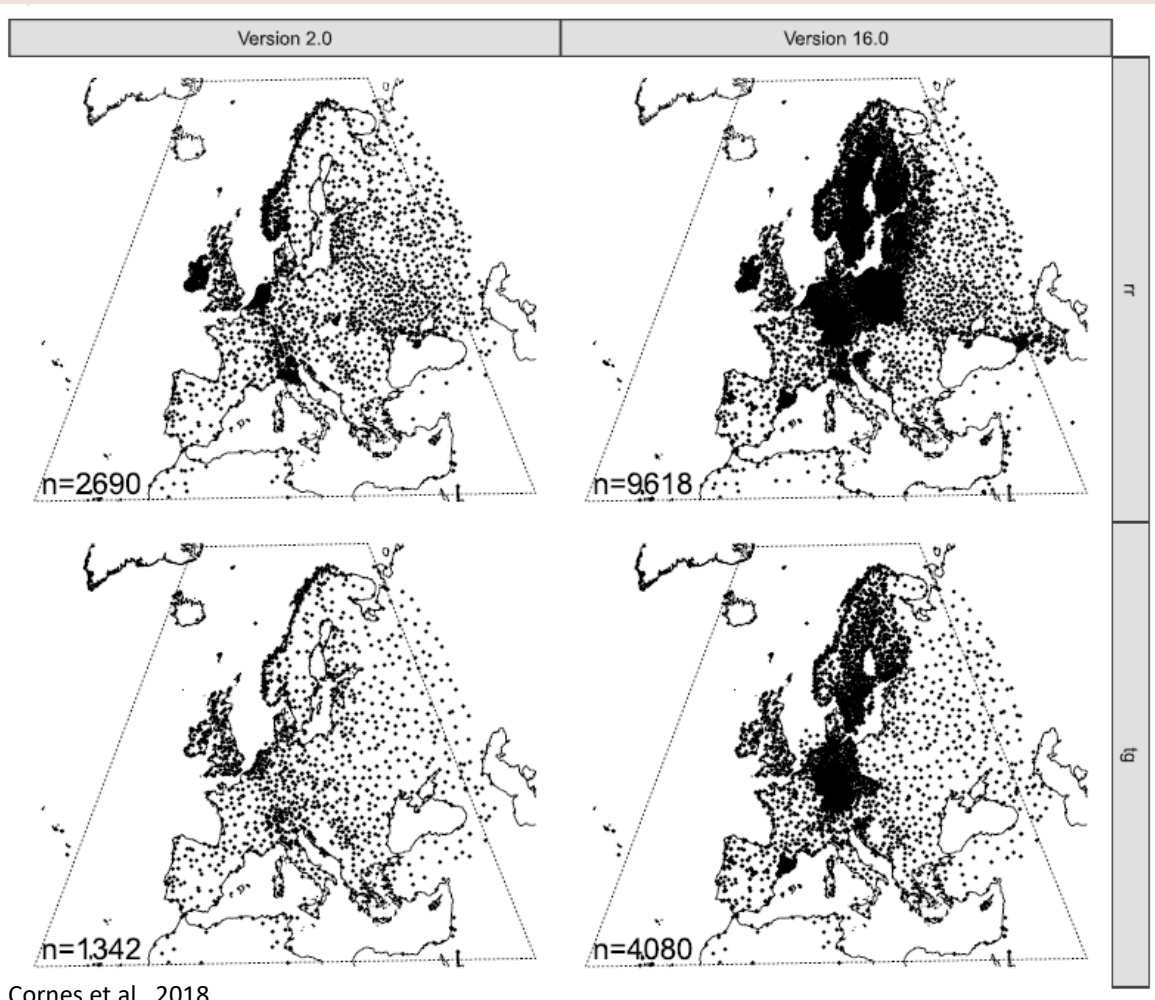 Version 2.0
Version 16.0
rr
n=2690
n=9618
tg
n=1342
n=4080
Cornes et al., 2018